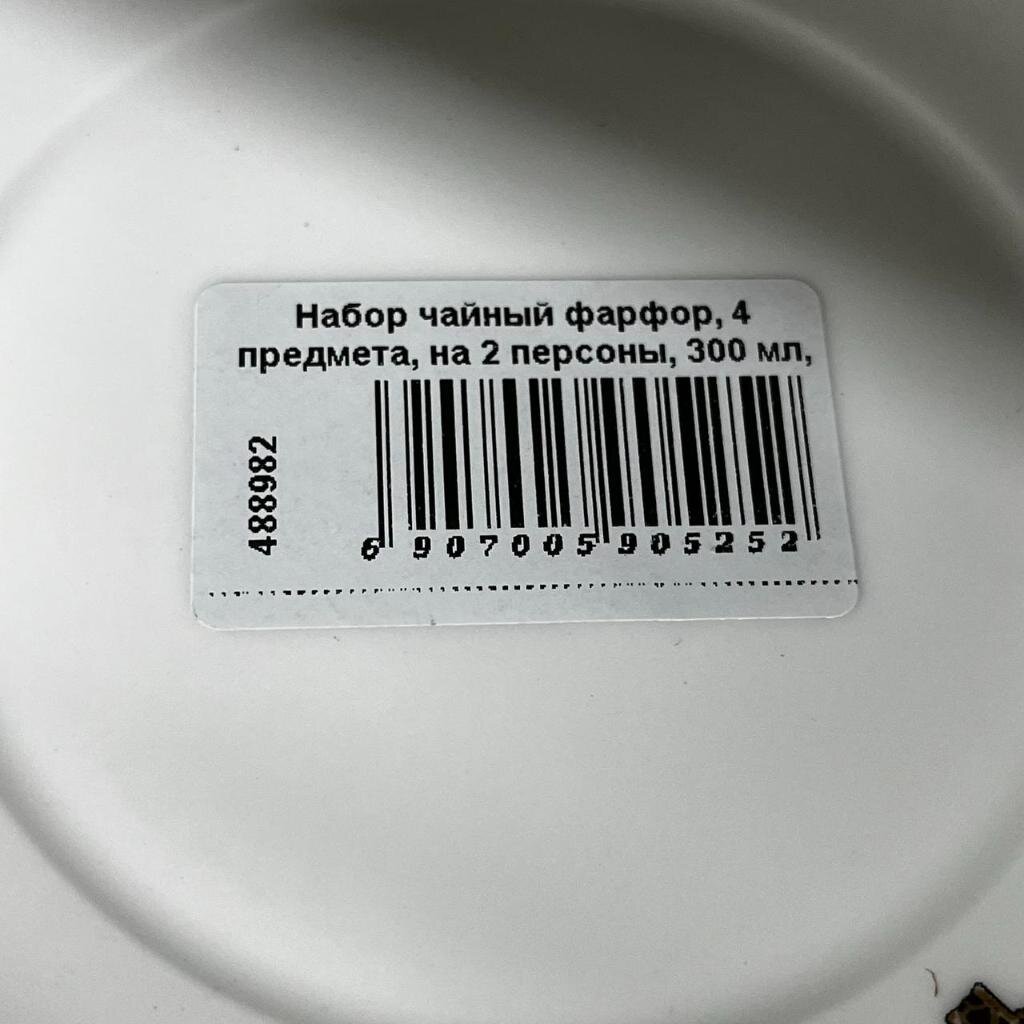 Набор чайный фарфор, 4
предмета, на 2 персоны, 300 мл,
488982
6 907005 905252